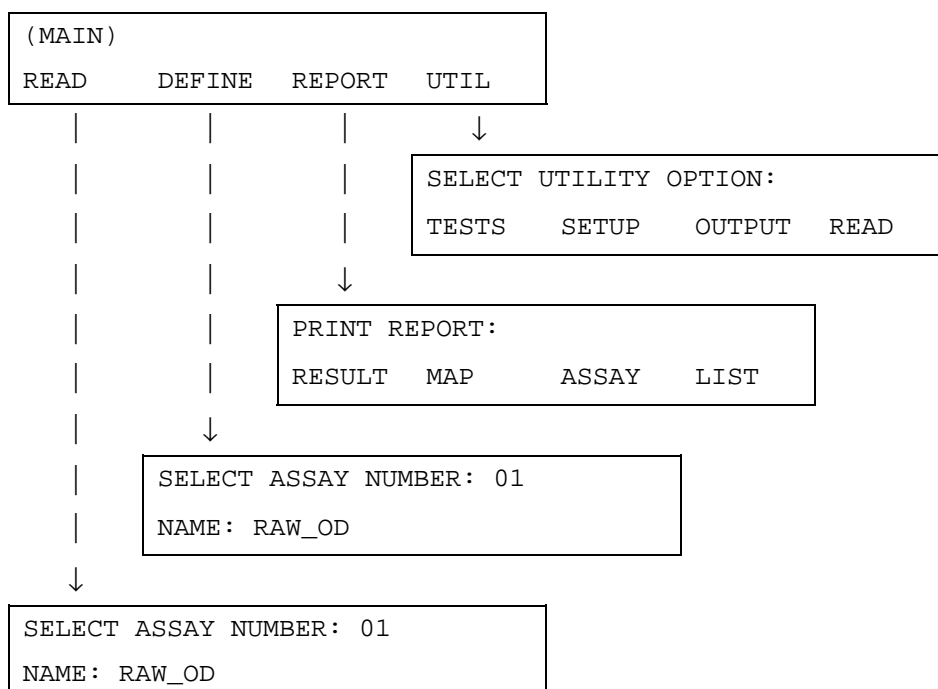 (MAIN)
READ DEFINE REPORT UTIL
SELECT UTILITY OPTION:
TESTS SETUP OUTPUT READ
PRINT REPORT:
RESULT MAP ASSAY LIST
SELECT ASSAY NUMBER: 01
NAME: RAW_OD
SELECT ASSAY NUMBER: 01
NAME: RAW_OD